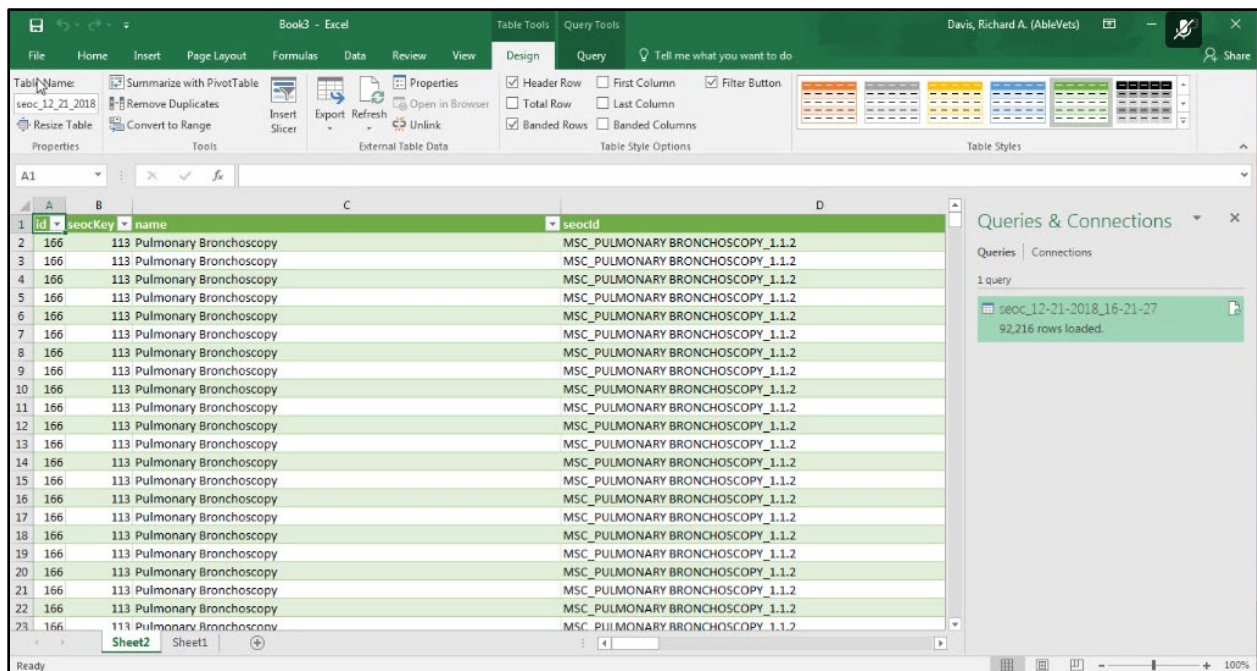 Book3 - Excel Table Tools Query Tools Davis, Richard A. (AbleVets)
File Home Insert Page Layout Formulas Data Review View Design Query Tell me what you want to do Share
Table Name: Summarize with PivotTable Properties Header Row First Column Filter Button
seoc_12_21_2018 Remove Duplicates Insert Slicer Export Refresh Open in Browser Total Row Last Column
Resize Table Convert to Range Unlink Banded Rows Banded Columns
Properties Tools External Table Data Table Style Options Table Styles
A1 fx
A B C D
1 id seocKey name seocId
2 166 113 Pulmonary Bronchoscopy MSC_PULMONARY BRONCHOSCOPY_1.1.2
3 166 113 Pulmonary Bronchoscopy MSC_PULMONARY BRONCHOSCOPY_1.1.2
4 166 113 Pulmonary Bronchoscopy MSC_PULMONARY BRONCHOSCOPY_1.1.2
5 166 113 Pulmonary Bronchoscopy MSC_PULMONARY BRONCHOSCOPY_1.1.2
6 166 113 Pulmonary Bronchoscopy MSC_PULMONARY BRONCHOSCOPY_1.1.2
7 166 113 Pulmonary Bronchoscopy MSC_PULMONARY BRONCHOSCOPY_1.1.2
8 166 113 Pulmonary Bronchoscopy MSC_PULMONARY BRONCHOSCOPY_1.1.2
9 166 113 Pulmonary Bronchoscopy MSC_PULMONARY BRONCHOSCOPY_1.1.2
10 166 113 Pulmonary Bronchoscopy MSC_PULMONARY BRONCHOSCOPY_1.1.2
11 166 113 Pulmonary Bronchoscopy MSC_PULMONARY BRONCHOSCOPY_1.1.2
12 166 113 Pulmonary Bronchoscopy MSC_PULMONARY BRONCHOSCOPY_1.1.2
13 166 113 Pulmonary Bronchoscopy MSC_PULMONARY BRONCHOSCOPY_1.1.2
14 166 113 Pulmonary Bronchoscopy MSC_PULMONARY BRONCHOSCOPY_1.1.2
15 166 113 Pulmonary Bronchoscopy MSC_PULMONARY BRONCHOSCOPY_1.1.2
16 166 113 Pulmonary Bronchoscopy MSC_PULMONARY BRONCHOSCOPY_1.1.2
17 166 113 Pulmonary Bronchoscopy MSC_PULMONARY BRONCHOSCOPY_1.1.2
18 166 113 Pulmonary Bronchoscopy MSC_PULMONARY BRONCHOSCOPY_1.1.2
19 166 113 Pulmonary Bronchoscopy MSC_PULMONARY BRONCHOSCOPY_1.1.2
20 166 113 Pulmonary Bronchoscopy MSC_PULMONARY BRONCHOSCOPY_1.1.2
21 166 113 Pulmonary Bronchoscopy MSC_PULMONARY BRONCHOSCOPY_1.1.2
22 166 113 Pulmonary Bronchoscopy MSC_PULMONARY BRONCHOSCOPY_1.1.2
23 166 113 Pulmonary Bronchoscopy MSC_PULMONARY BRONCHOSCOPY_1.1.2
Queries & Connections
Queries Connections
1 query
seoc_12-21-2018_16-21-27
92,216 rows loaded.
Sheet2 Sheet1
Ready 100%